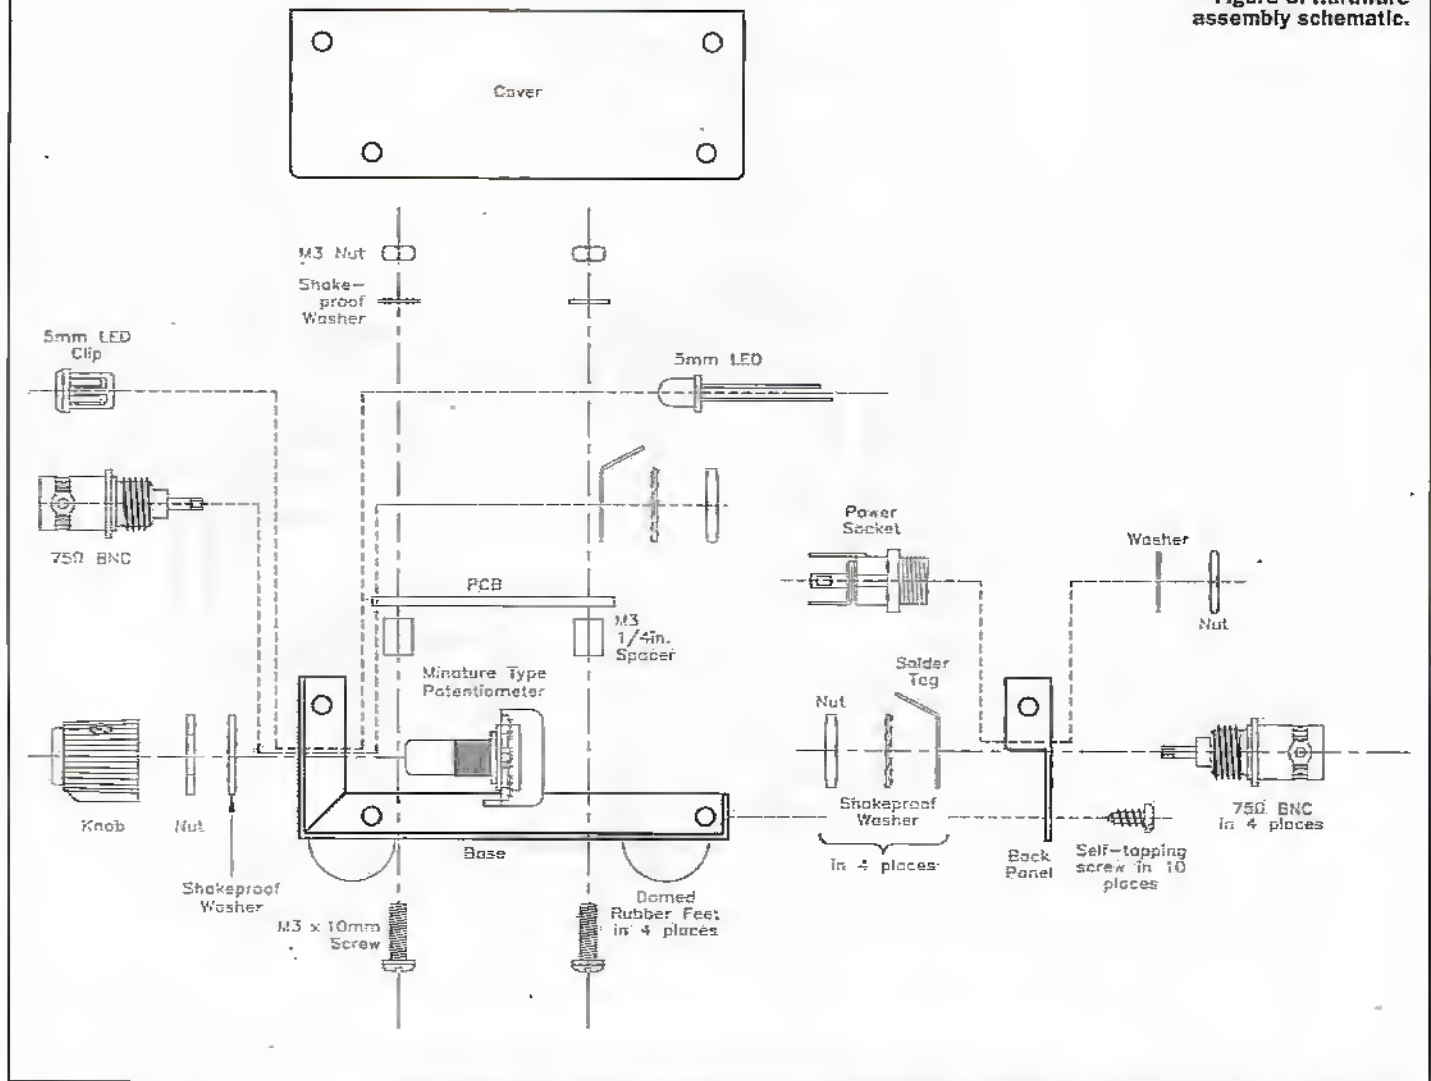 assembly schematic.
Cover
M3 Nut
Shake-
proof
Washer
5mm LED
Clip
5mm LED
75Ω BNC
PCB
Power
Socket
Washer
Nut
M3
1/4in.
Spacer
Minature Type
Potentiometer
Solder
Tag
Nut
Knob
Nut
Shakeproof
Washer
Base
Shakeproof
Washer
in 4 places
Back
Panel
Self-tapping
screw in 10
places
75Ω BNC
in 4 places
Domed
Rubber Feet
in 4 places
M3 x 10mm
Screw